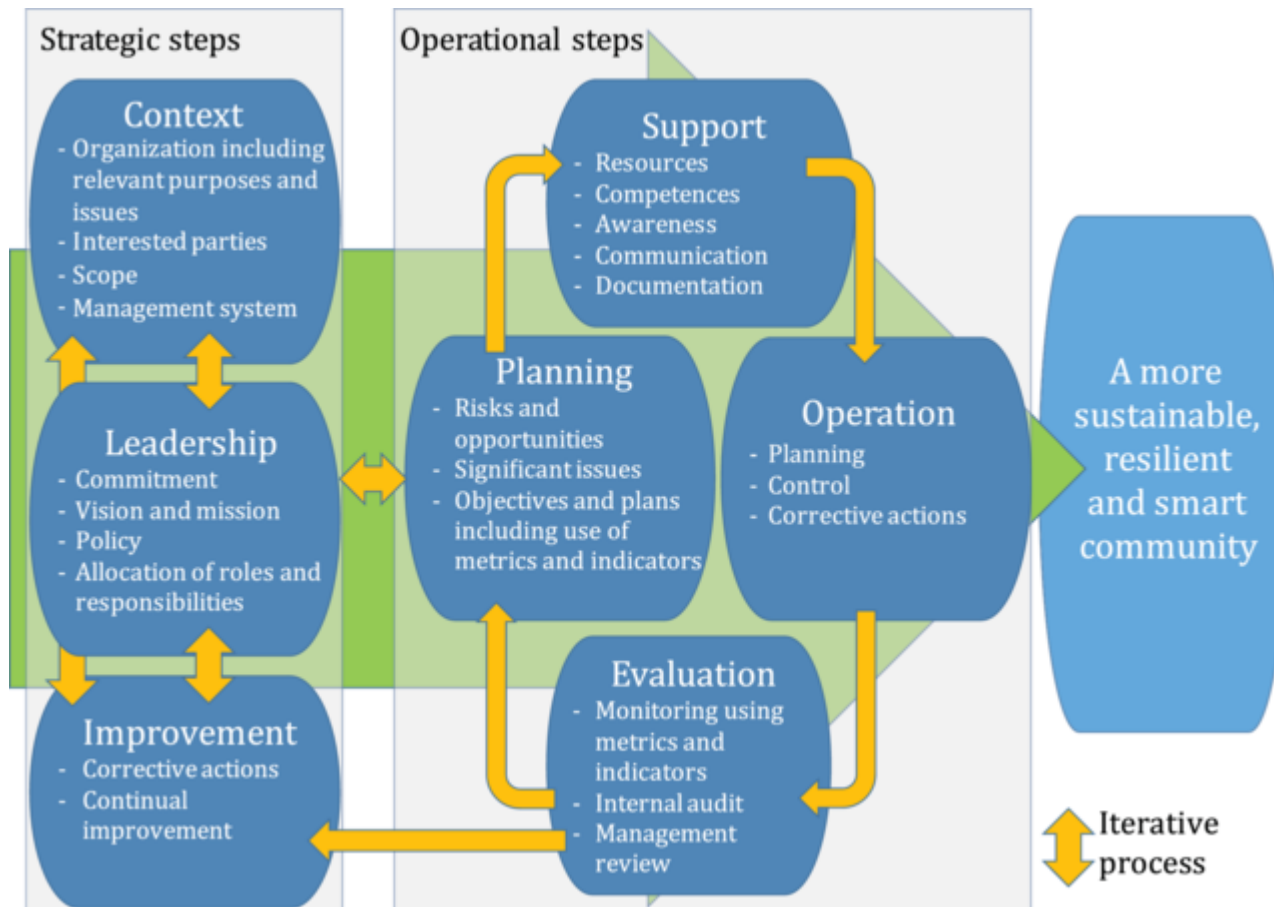 Strategic steps
Context
- Organization including
relevant purposes and
issues
- Interested parties
- Scope
- Management system
Leadership
- Commitment
- Vision and mission
- Policy
- Allocation of roles and
responsibilities
Improvement
- Corrective actions
- Continual
improvement
Operational steps
Support
- Resources
- Competences
- Awareness
- Communication
- Documentation
Planning
- Risks and
opportunities
- Significant issues
- Objectives and plans
including use of
metrics and indicators
Operation
- Planning
- Control
- Corrective actions
Evaluation
- Monitoring using
metrics and
indicators
- Internal audit
- Management
review
A more
sustainable,
resilient
and smart
community
Iterative
process